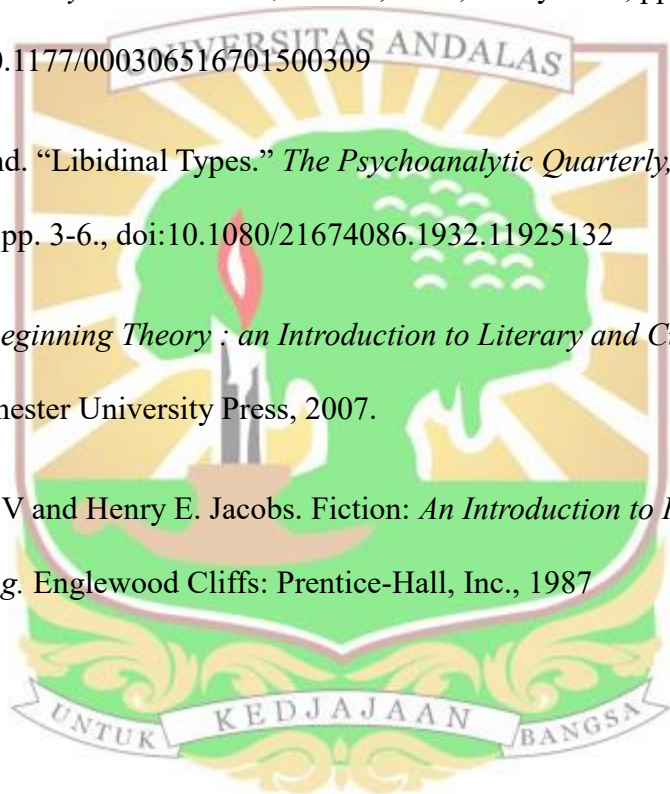 UNIVERSITAS ANDALAS
0.1177/000306516701500309
nd. “Libidinal Types.” The Psychoanalytic Quarterly,
pp. 3-6., doi:10.1080/21674086.1932.11925132
eginning Theory : an Introduction to Literary and C
hester University Press, 2007.
V and Henry E. Jacobs. Fiction: An Introduction to
g. Englewood Cliffs: Prentice-Hall, Inc., 1987
UNTUK KEDJAJAAN BANGSA